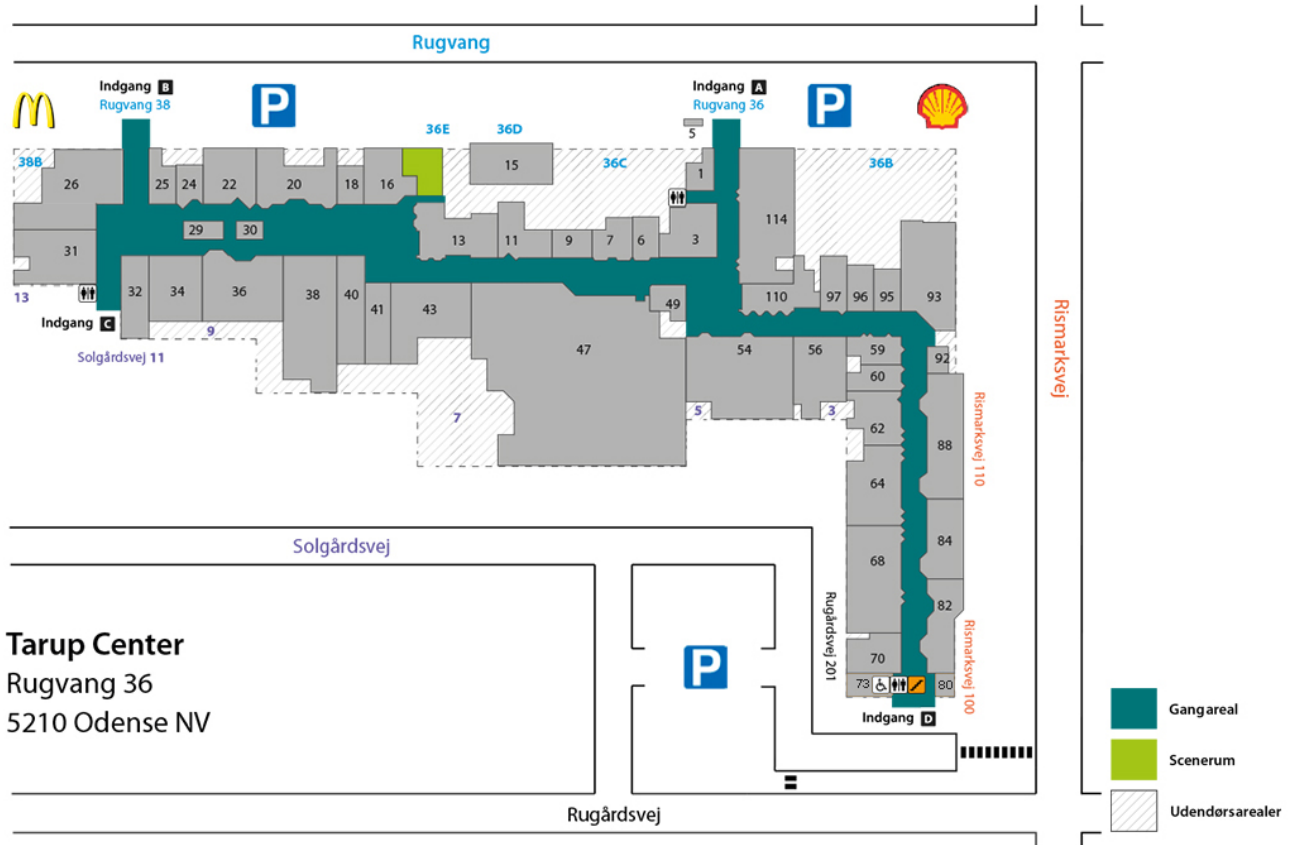 Rugvang
Indgang B
Rugvang 38
P
Indgang A
Rugvang 36
P
38B
36E
36D
36C
36B
5
26
25
24
22
20
18
16
15
1
114
29
30
31
13
11
9
7
6
3
13
32
34
36
38
40
41
43
47
49
110
97
96
95
93
Indgang C
Solgårdsvej 11
9
7
5
3
54
56
59
60
62
64
68
70
73
92
88
84
82
80
Rismarksvej
Rismarksvej 110
Rismarksvej 100
Rugårdsvej 201
Indgang D
Solgårdsvej
P
Tarup Center
Rugvang 36
5210 Odense NV
Rugårdsvej
Gangareal
Scenerum
Udendørsarealer